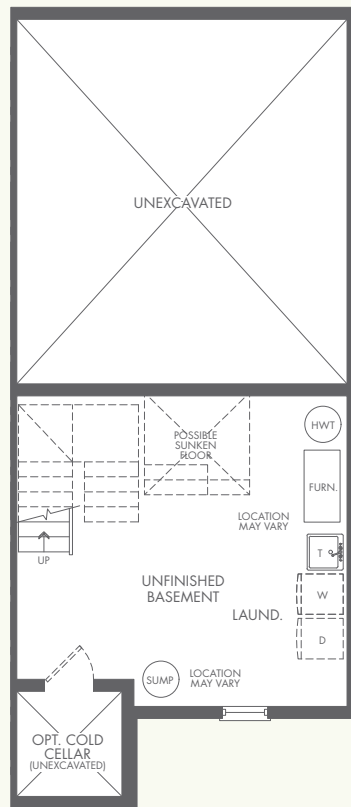 UNEXCAVATED
POSSIBLE
SUNKEN
FLOOR
HWT
FURN.
LOCATION
MAY VARY
T
UP
UNFINISHED
BASEMENT
W
LAUND.
D
SUMP
LOCATION
MAY VARY
OPT. COLD
CELLAR
(UNEXCAVATED)